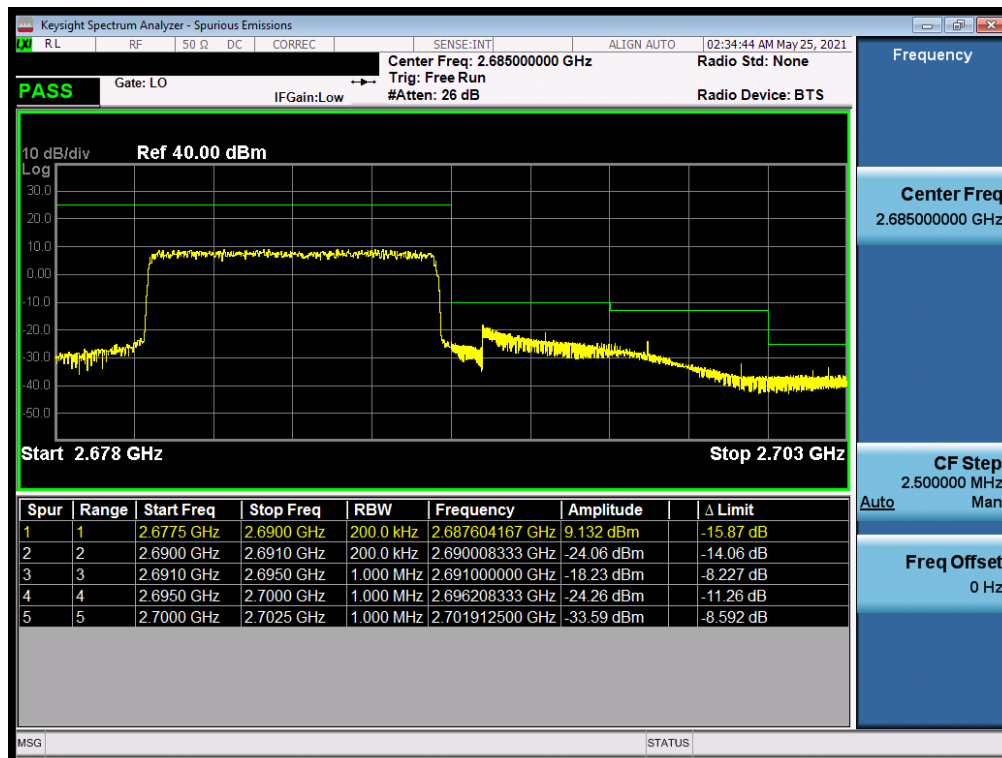 Keysight Spectrum Analyzer - Spurious Emissions
LXI RL RF 50 Ω DC CORREC SENSE:INT ALIGN AUTO 02:34:44 AM May 25, 2021
Center Freq: 2.685000000 GHz Radio Std: None
Gate: LO Trig: Free Run
PASS IFGain:Low #Atten: 26 dB Radio Device: BTS
10 dB/div Ref 40.00 dBm
Log
30.0
20.0
10.0
0.00
-10.0
-20.0
-30.0
-40.0
-50.0
Start 2.678 GHz Stop 2.703 GHz
Spur Range Start Freq Stop Freq RBW Frequency Amplitude Δ Limit
1 1 2.6775 GHz 2.6900 GHz 200.0 kHz 2.687604167 GHz 9.132 dBm -15.87 dB
2 2 2.6900 GHz 2.6910 GHz 200.0 kHz 2.690008333 GHz -24.06 dBm -14.06 dB
3 3 2.6910 GHz 2.6950 GHz 1.000 MHz 2.691000000 GHz -18.23 dBm -8.227 dB
4 4 2.6950 GHz 2.7000 GHz 1.000 MHz 2.696208333 GHz -24.26 dBm -11.26 dB
5 5 2.7000 GHz 2.7025 GHz 1.000 MHz 2.701912500 GHz -33.59 dBm -8.592 dB
MSG STATUS
Frequency
Center Freq
2.685000000 GHz
CF Step
2.500000 MHz
Auto Man
Freq Offset
0 Hz